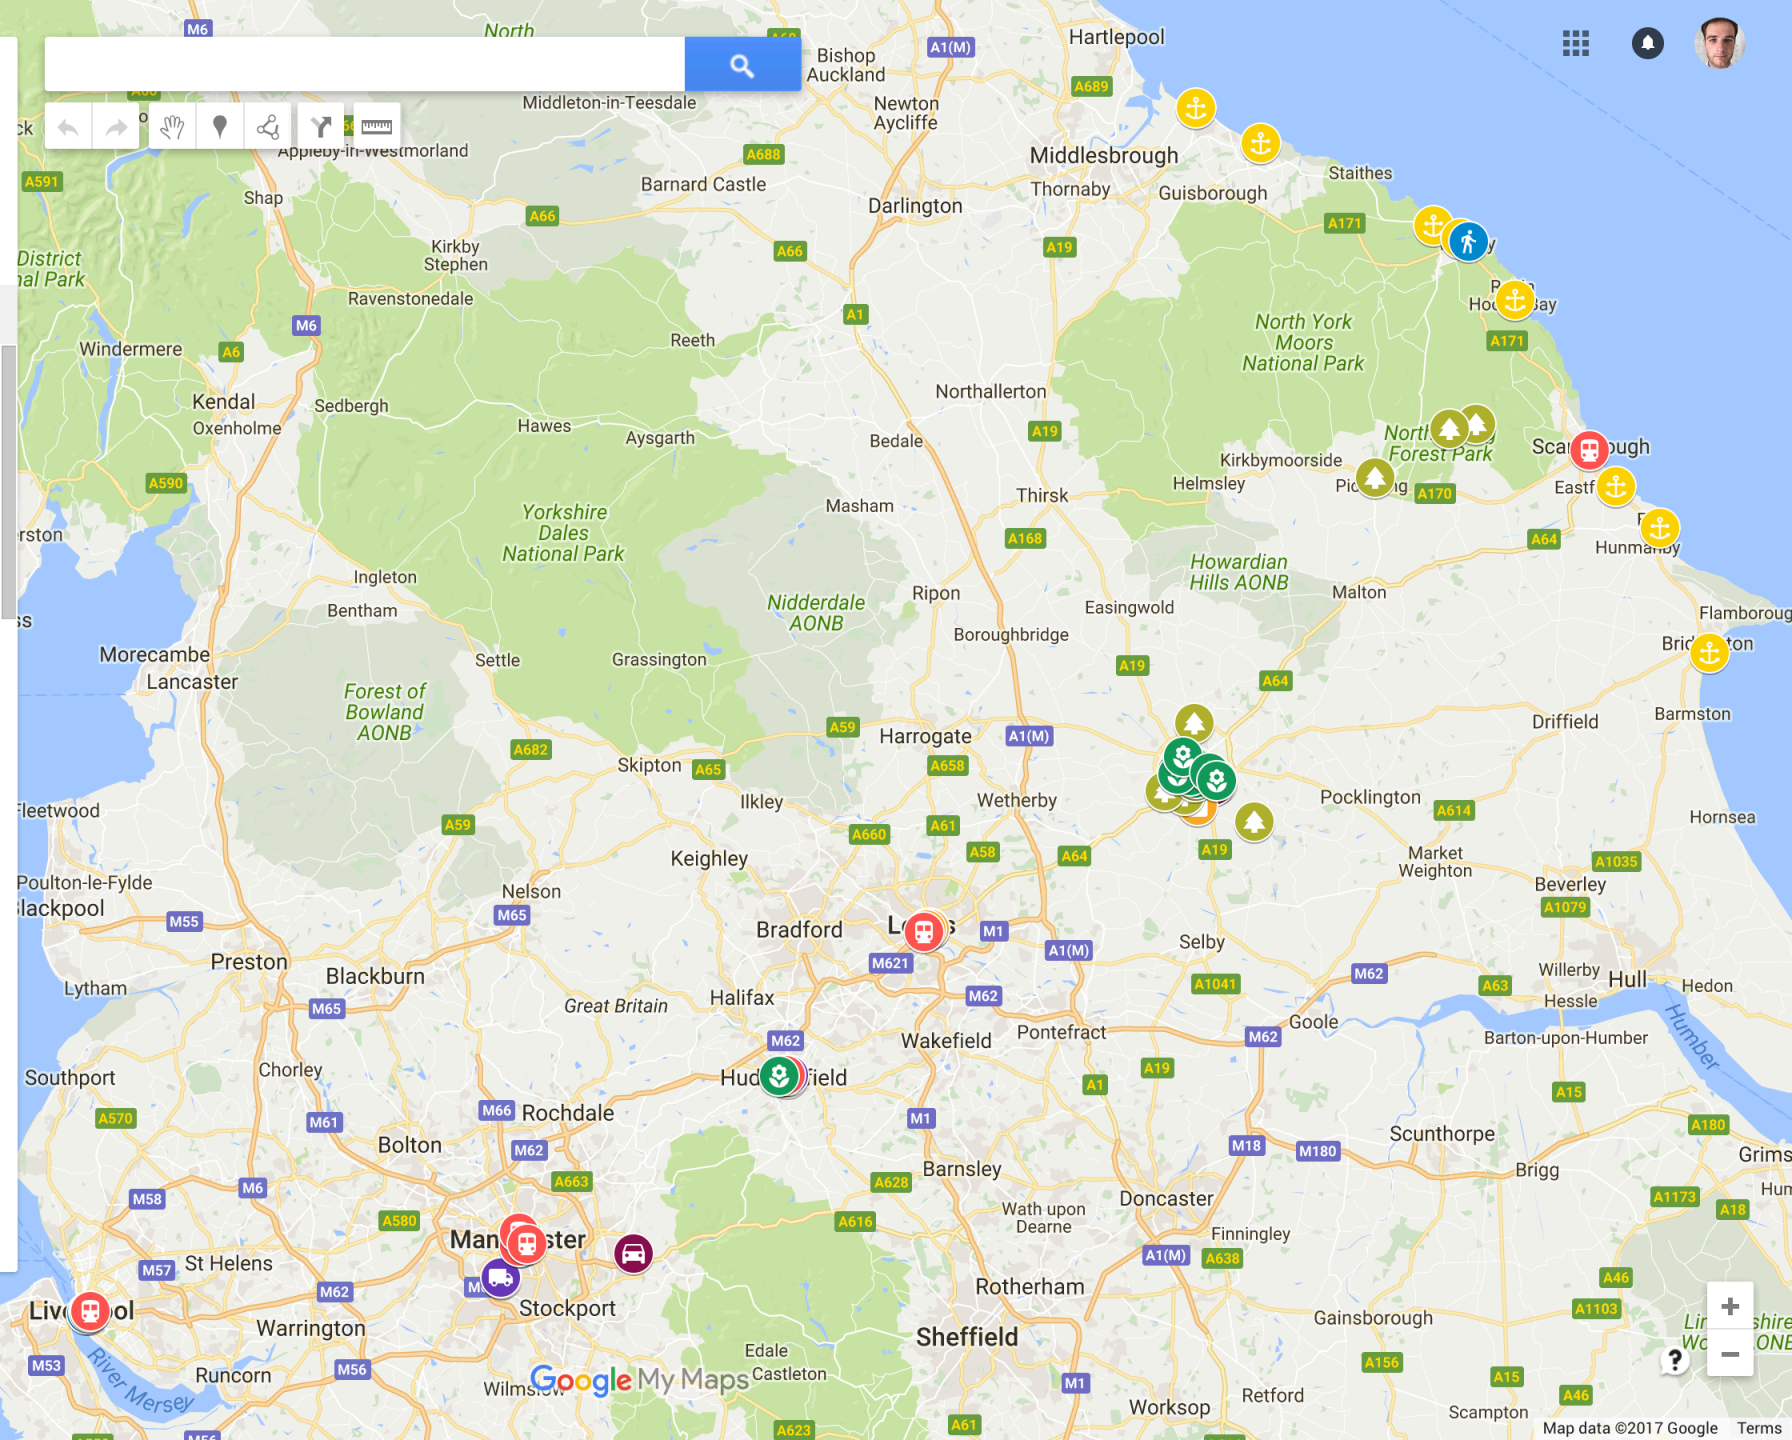 M6
North
A68
Bishop
Auckland
A1(M)
Hartlepool
A689
Middleton-in-Teesdale
Newton
Aycliffe
Appleby-in-Westmorland
A688
Middlesbrough
Thornaby
Guisborough
Staithes
A591
Shap
Barnard Castle
A66
Darlington
A171
District
nal Park
Kirkby
Stephen
A66
A19
Ravenstonedale
M6
A1
North York
Moors
National Park
A171
Windermere
A6
Reeth
Kendal
Oxenholme
Sedbergh
Northallerton
Hawes
Aysgarth
Bedale
A19
Forest Park
Kirkbymoorside
Helmsley
A170
A590
Masham
Thirsk
Yorkshire
Dales
National Park
A168
A64
Hunmanby
Howardian
Hills AONB
Ingleton
Bentham
Nidderdale
AONB
Ripon
Easingwold
Malton
Boroughbridge
Flamboroug
Morecambe
Lancaster
Settle
Grassington
A19
A64
Forest of
Bowland
AONB
A59
Harrogate
A1(M)
Driffield
Barmston
A682
Skipton
A65
A658
Ilkley
Wetherby
Pocklington
A614
Hornsea
Fleetwood
A59
A660
A61
A58
A64
A19
Keighley
Market
Weighton
A1035
Poulton-le-Fylde
Blackpool
Nelson
M65
Beverley
A1079
M55
Bradford
M1
M621
A1(M)
Selby
Preston
Blackburn
M62
Willerby
Hessle
Hull
Hedon
Lytham
M65
Great Britain
Halifax
M62
A1041
A63
Goole
M62
Wakefield
Pontefract
M62
Barton-upon-Humber
Humber
Southport
Chorley
A19
A1
A15
A570
M61
M66
Rochdale
M1
A180
Bolton
M62
M18
M180
Scunthorpe
Grims
Barnsley
Brigg
M58
M6
A663
A628
Doncaster
A1173
A18
A580
A616
Wath upon
Dearne
Finningley
St Helens
M57
A1(M)
A638
M62
Stockport
Rotherham
A46
A1103
Gainsborough
Warrington
Sheffield
M53
M56
Runcorn
River Mersey
Edale
Castleton
A156
A15
A46
Google My Maps
M1
Retford
Worksop
Scampton
A623
A61
M56
Map data ©2017 Google
Terms